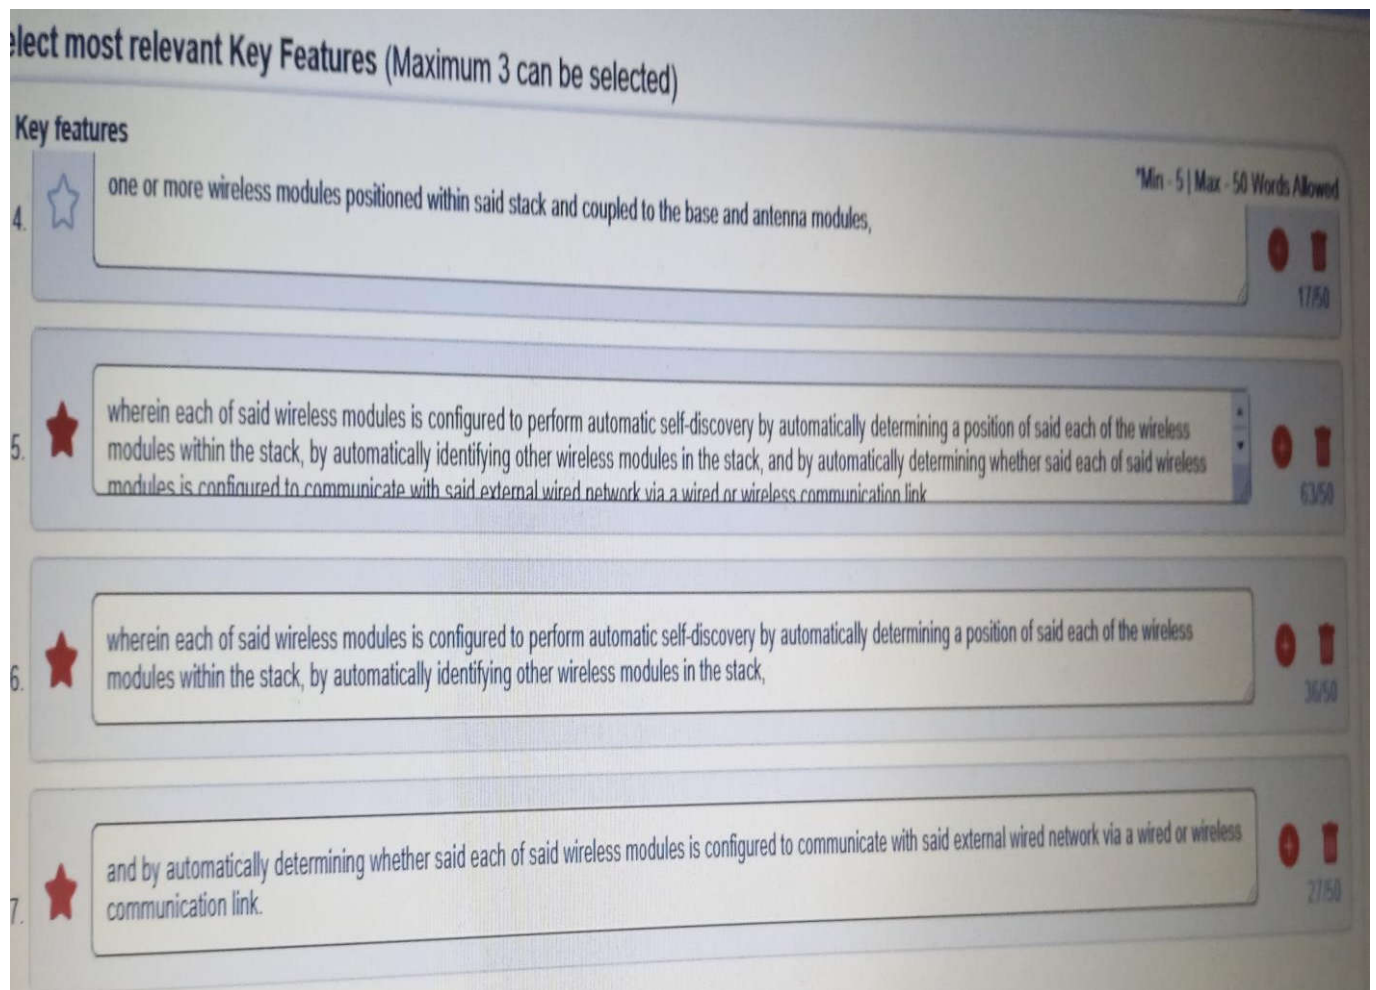 elect most relevant Key Features (Maximum 3 can be selected)
Key features
*Min - 5 | Max - 50 Words Allowed
4.
one or more wireless modules positioned within said stack and coupled to the base and antenna modules,
17/50
5.
wherein each of said wireless modules is configured to perform automatic self-discovery by automatically determining a position of said each of the wireless
modules within the stack, by automatically identifying other wireless modules in the stack, and by automatically determining whether said each of said wireless
modules is configured to communicate with said external wired network via a wired or wireless communication link
63/50
6.
wherein each of said wireless modules is configured to perform automatic self-discovery by automatically determining a position of said each of the wireless
modules within the stack, by automatically identifying other wireless modules in the stack,
36/50
7.
and by automatically determining whether said each of said wireless modules is configured to communicate with said external wired network via a wired or wireless
communication link.
27/50